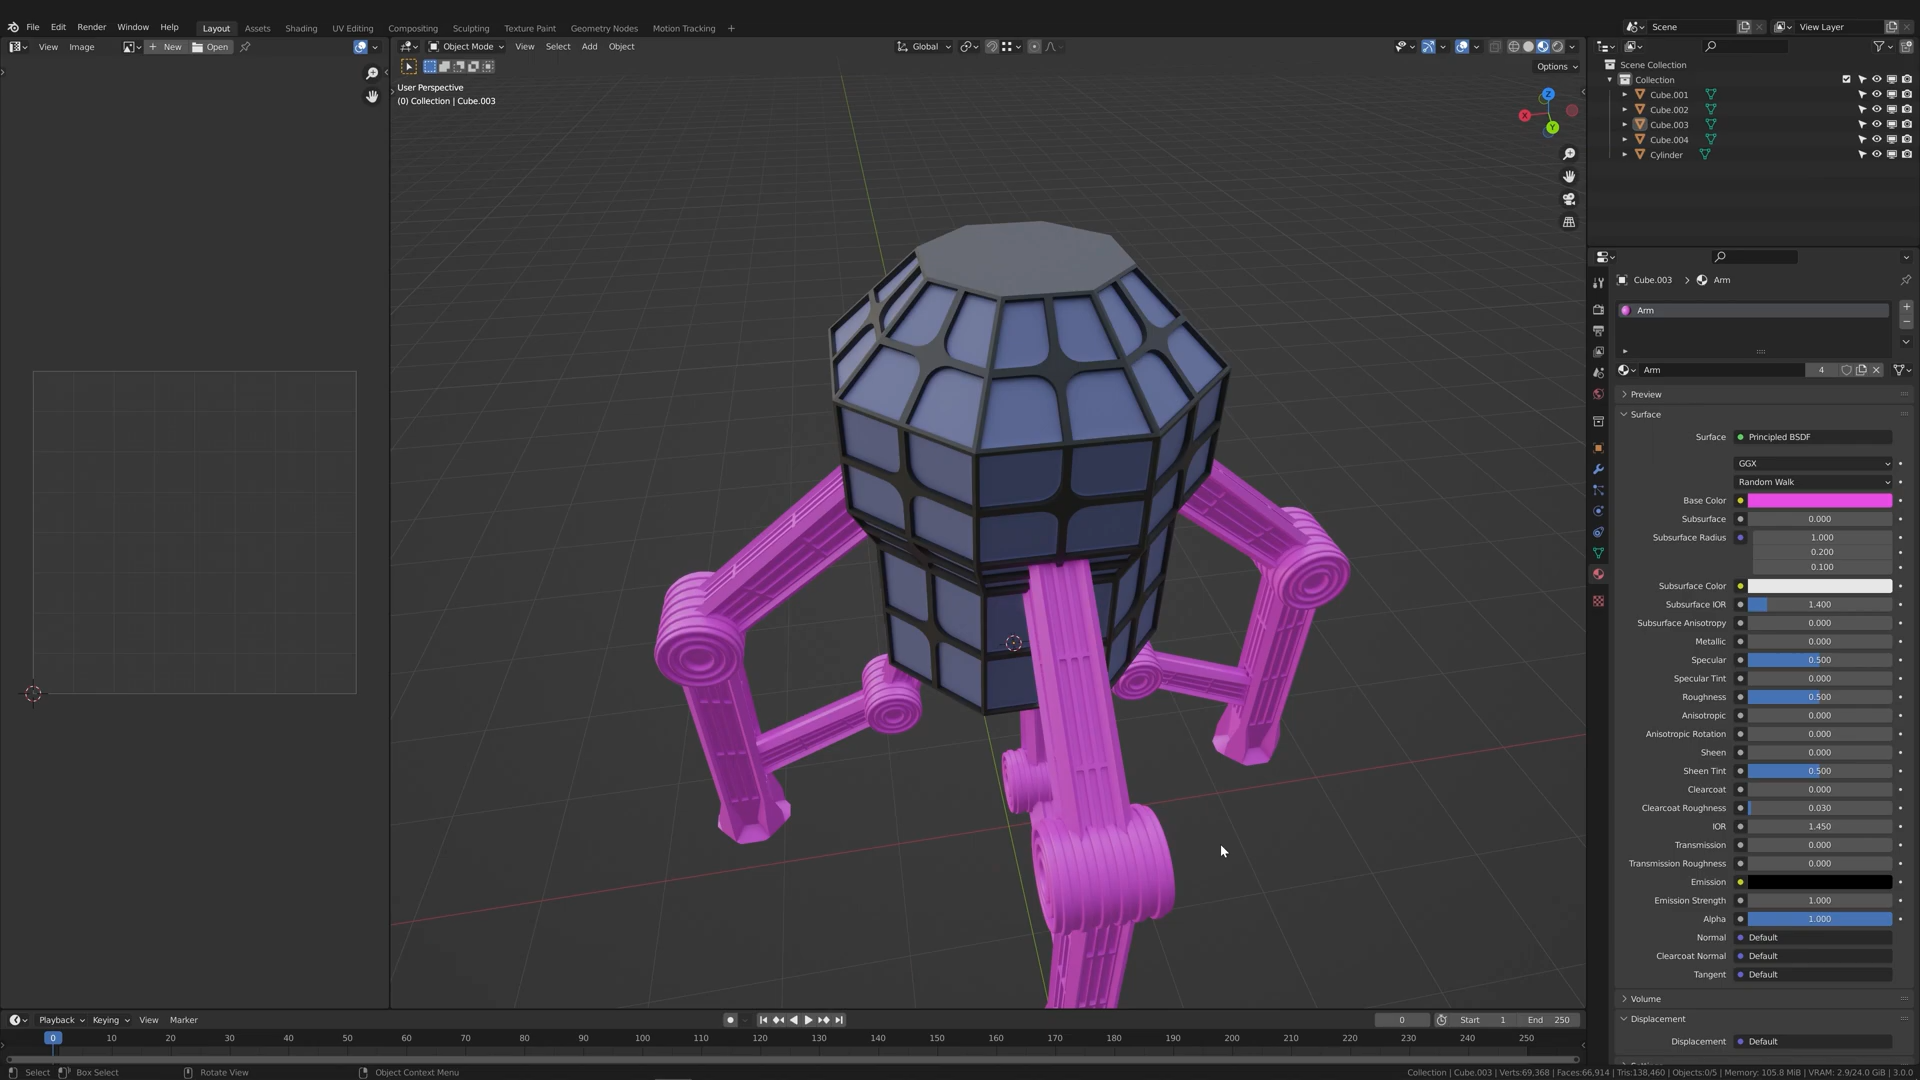 File Edit Render Window Help Layout Assets Shading UV Editing Compositing Sculpting Texture Paint Geometry Nodes Motion Tracking + Scene View Layer
View Image New Open Object Mode View Select Add Object Global
Options
User Perspective
(0) Collection | Cube.003
Z
X
Y
Scene Collection
Collection
Cube.001
Cube.002
Cube.003
Cube.004
Cylinder
Cube.003 > Arm
Arm
Arm 4
Preview
Surface
Surface Principled BSDF
GGX
Random Walk
Base Color
Subsurface 0.000
Subsurface Radius 1.000
0.200
0.100
Subsurface Color
Subsurface IOR 1.400
Subsurface Anisotropy 0.000
Metallic 0.000
Specular 0.500
Specular Tint 0.000
Roughness 0.500
Anisotropic 0.000
Anisotropic Rotation 0.000
Sheen 0.000
Sheen Tint 0.500
Clearcoat 0.000
Clearcoat Roughness 0.030
IOR 1.450
Transmission 0.000
Transmission Roughness 0.000
Emission
Emission Strength 1.000
Alpha 1.000
Normal Default
Clearcoat Normal Default
Tangent Default
Volume
Displacement
Displacement Default
Playback Keying View Marker 0 Start 1 End 250
0 10 20 30 40 50 60 70 80 90 100 110 120 130 140 150 160 170 180 190 200 210 220 230 240 250
Select Box Select Rotate View Object Context Menu Collection | Cube.003 | Verts:69,368 | Faces:66,914 | Tris:138,460 | Objects:0/5 | Memory: 105.8 MiB | VRAM: 2.9/24.0 GiB | 3.0.0